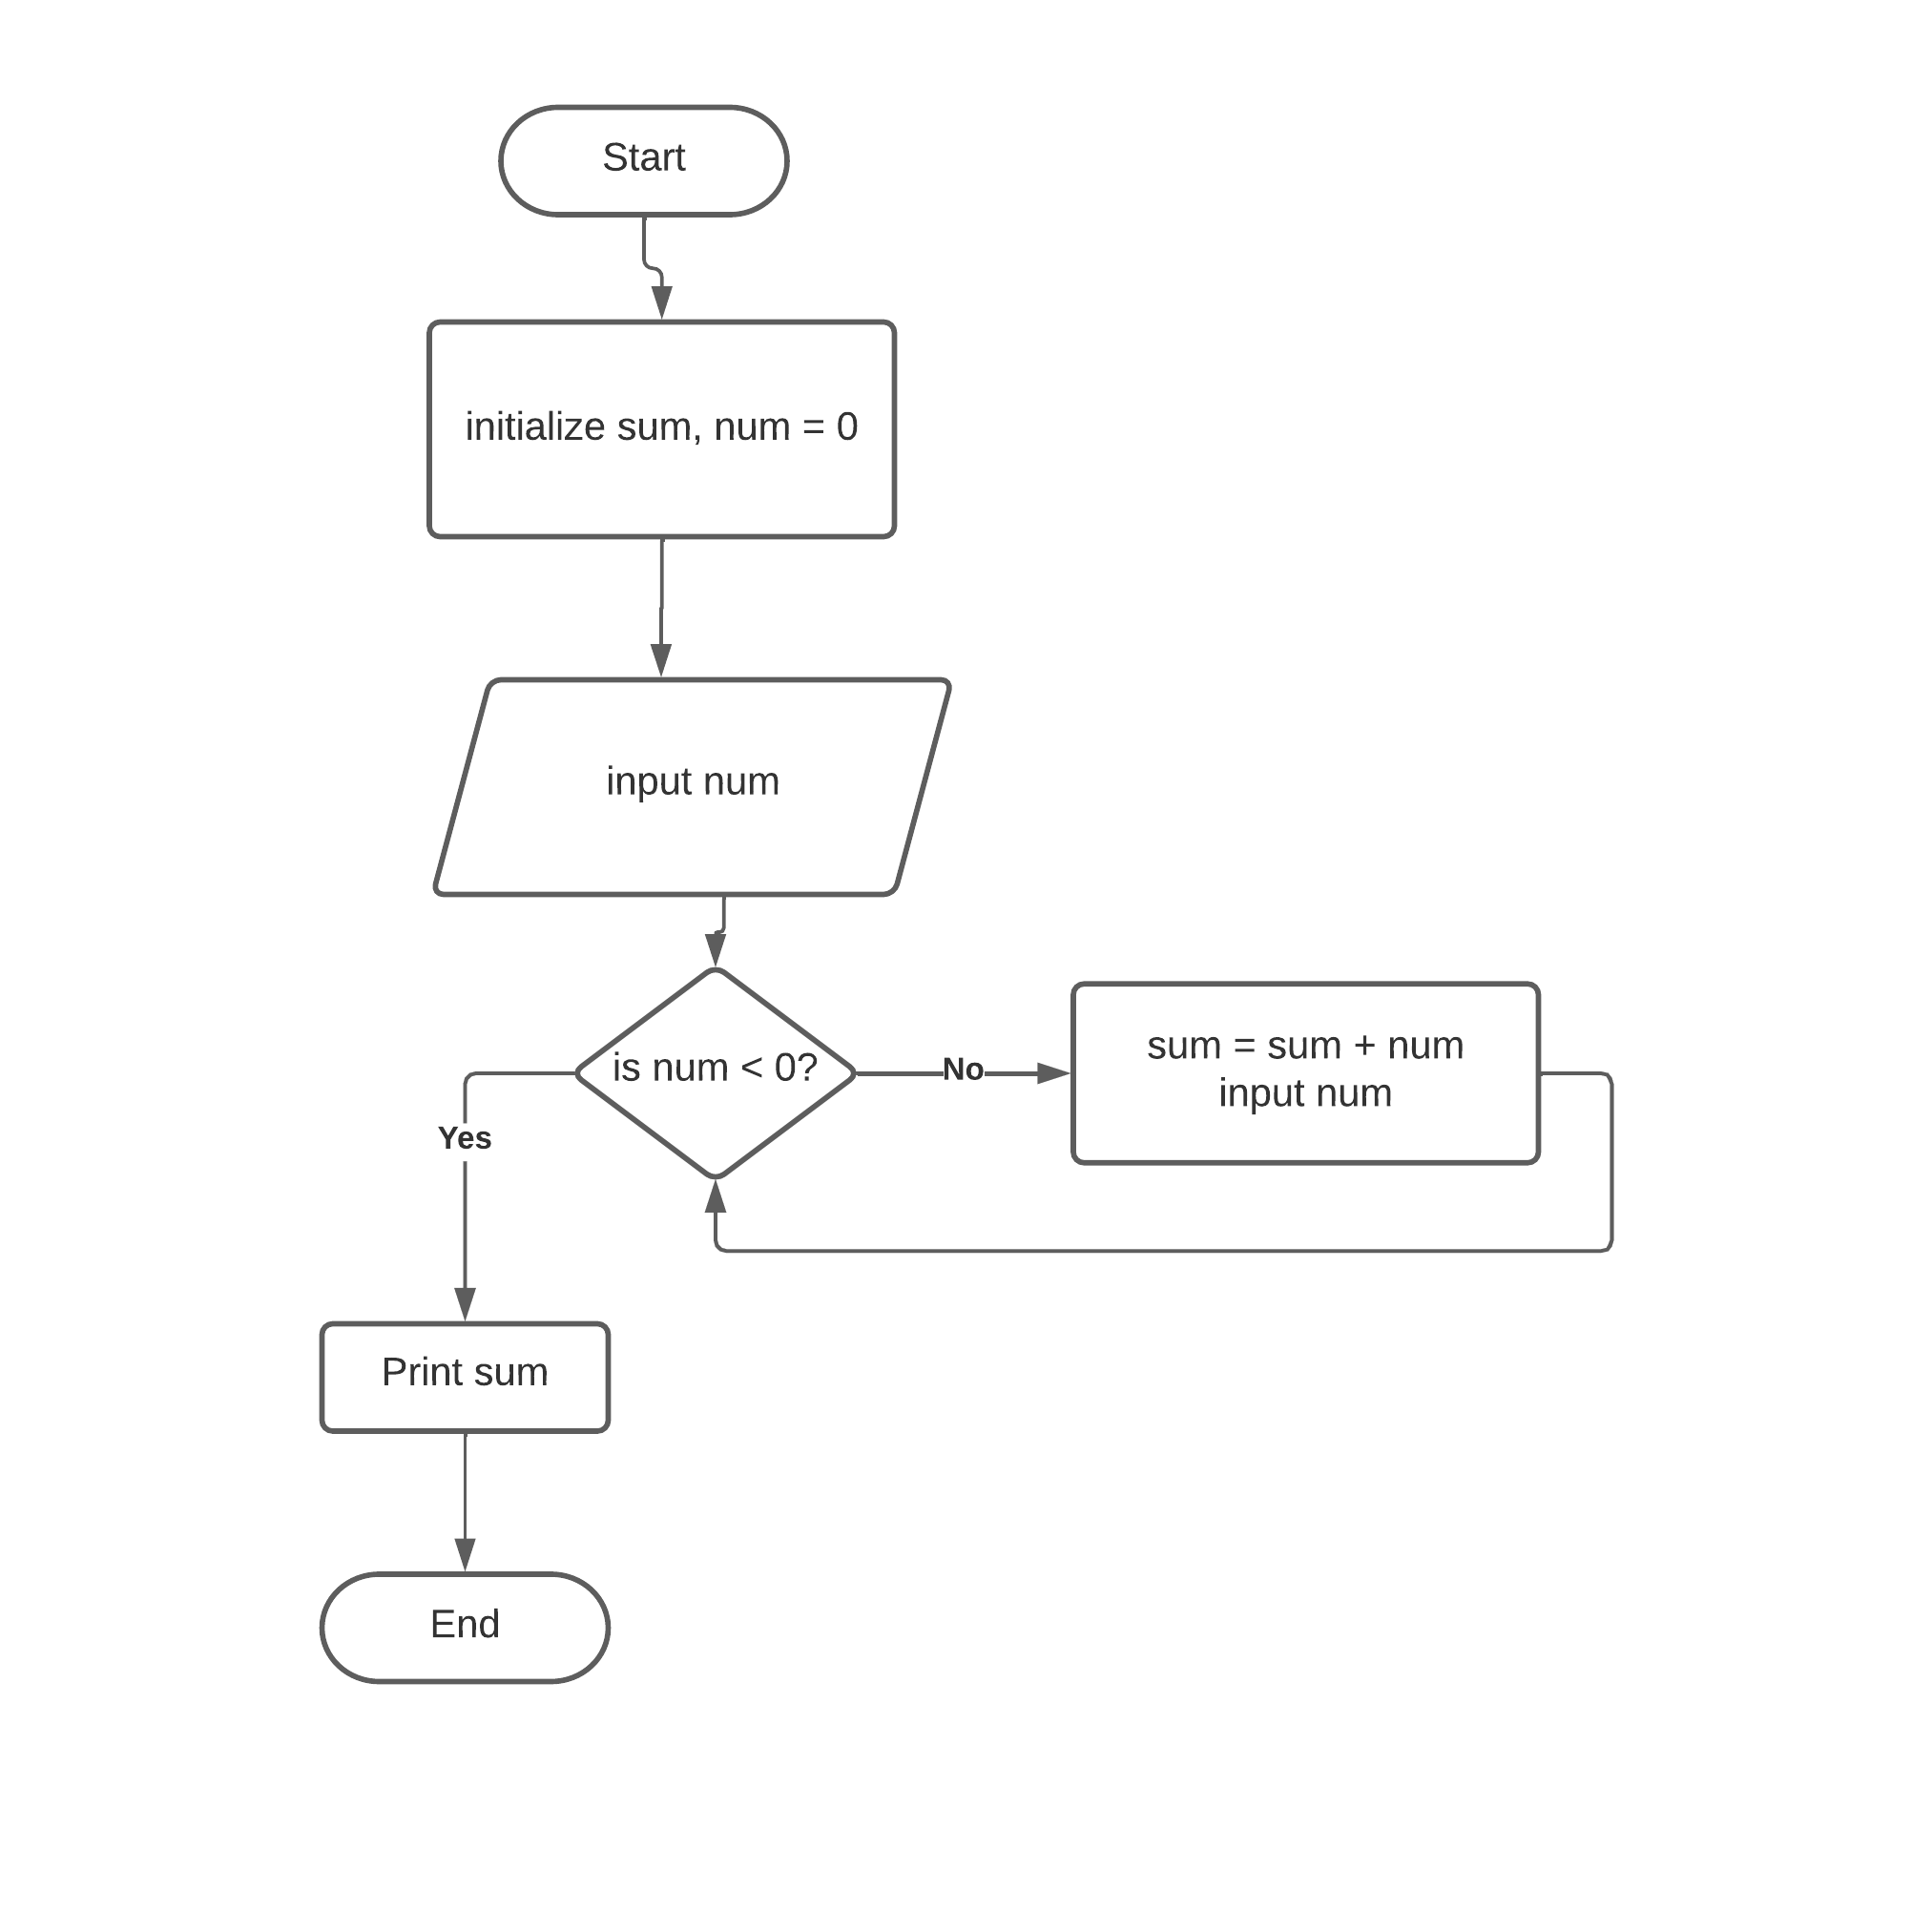 Start
initialize sum, num = 0
input num
is num < 0?
No
sum = sum + num
input num
Yes
Print sum
End